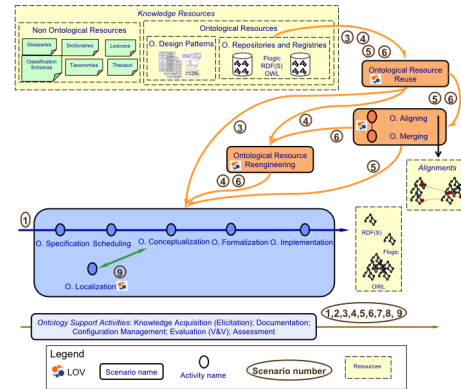 Knowledge Resources
Non Ontological Resources
Glossaries
Dictionaries
Lexicons
Classification Schemas
Taxonomies
Thesauri
Ontological Resources
O. Design Patterns
O. Repositories and Registries
Flogic
RDF(S)
OWL
3 4
5 6
Ontological Resource Reuse
5 6
3
4
6
O. Aligning
O. Merging
Ontological Resource Reengineering
4 6
5
Alignments
1
O. Specification
Scheduling
O. Conceptualization
O. Formalization
O. Implementation
9
O. Localization
RDF(S)
Flogic
OWL
1,2,3,4,5,6,7,8, 9
Ontology Support Activities: Knowledge Acquisition (Elicitation); Documentation;
Configuration Management; Evaluation (V&V); Assessment
Legend
LOV
Scenario name
Activity name
Scenario number
Resources